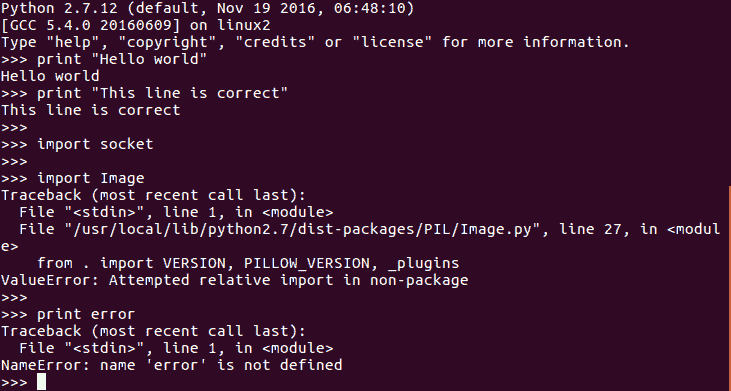 Python 2.7.12 (default, Nov 19 2016, 06:48:10)
[GCC 5.4.0 20160609] on linux2
Type "help", "copyright", "credits" or "license" for more information.
>>> print "Hello world"
Hello world
>>> print "This line is correct"
This line is correct
>>>
>>> import socket
>>>
>>> import Image
Traceback (most recent call last):
  File "<stdin>", line 1, in <module>
  File "/usr/local/lib/python2.7/dist-packages/PIL/Image.py", line 27, in <modul
e>
    from . import VERSION, PILLOW_VERSION, _plugins
ValueError: Attempted relative import in non-package
>>>
>>> print error
Traceback (most recent call last):
  File "<stdin>", line 1, in <module>
NameError: name 'error' is not defined
>>>